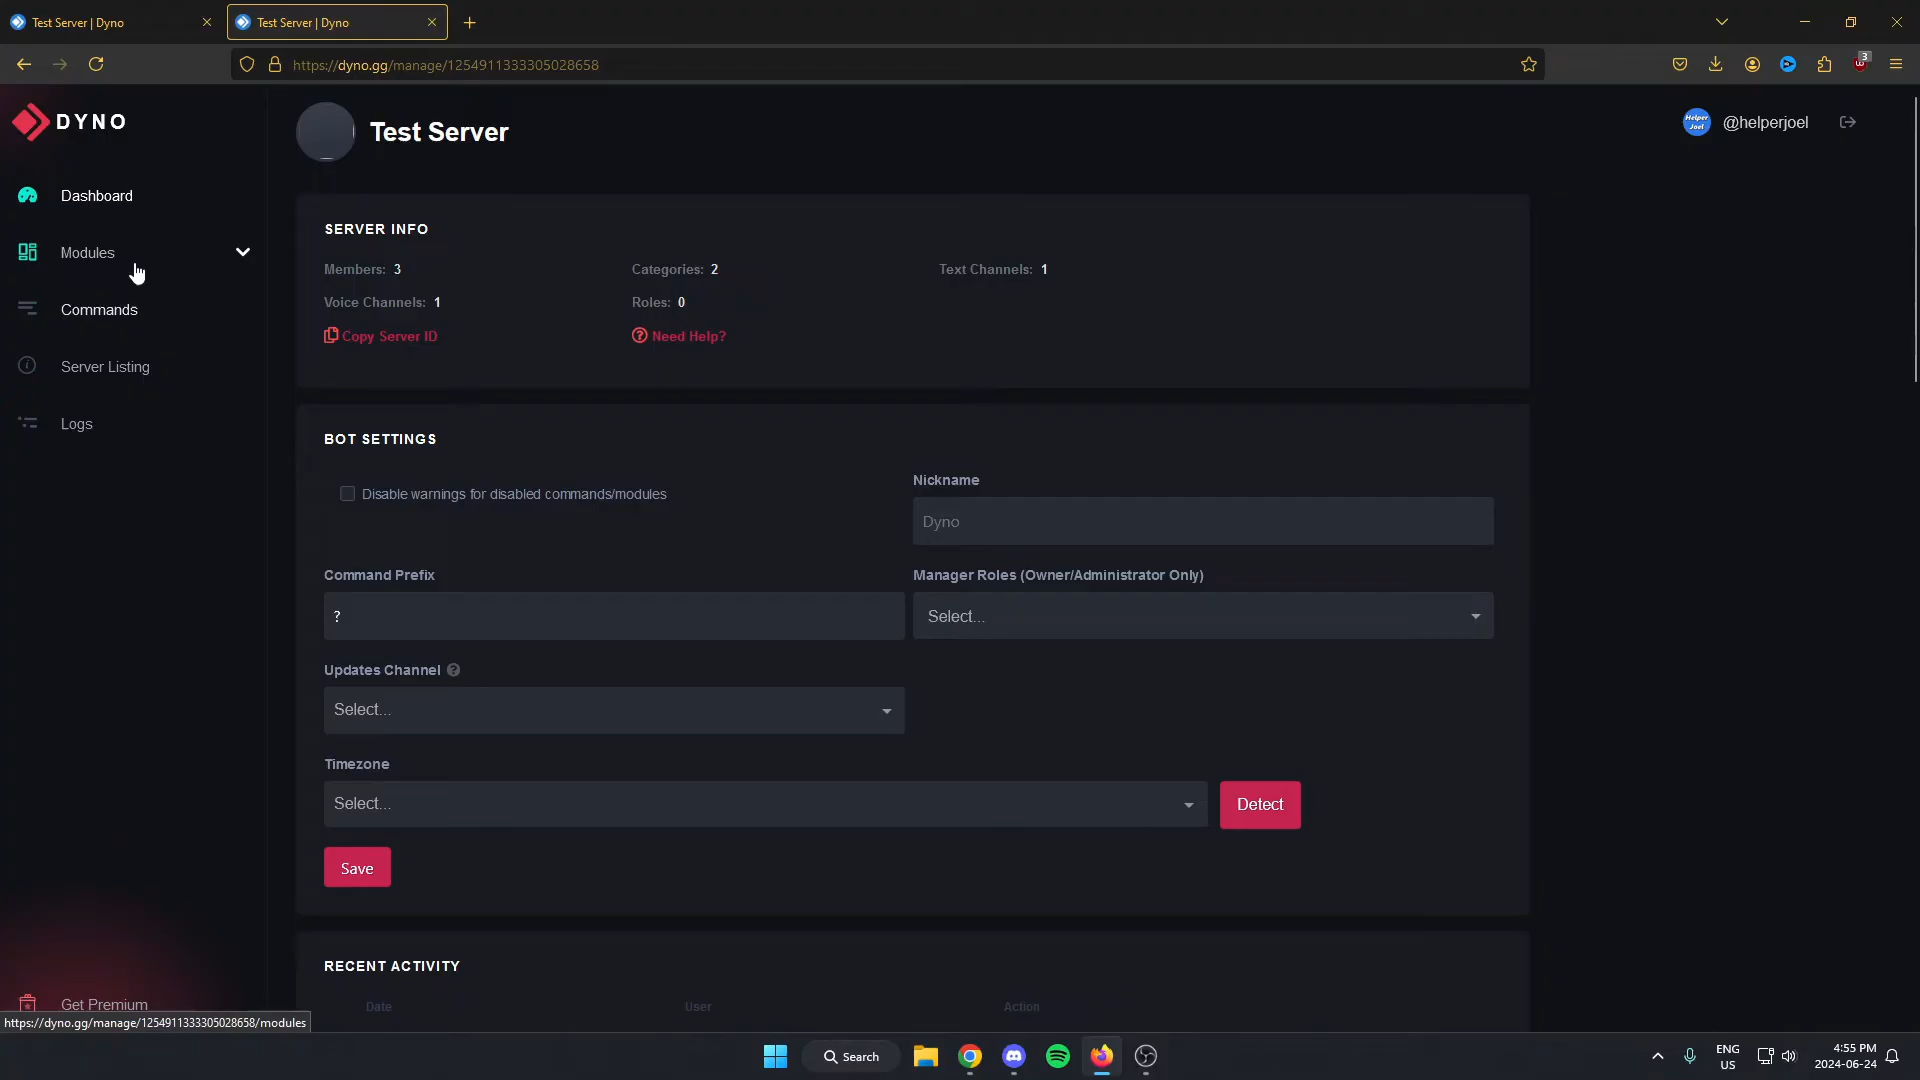 Test Server | Dyno
Test Server | Dyno
https://dyno.gg/manage/1254911333305028658
3
DYNO
Test Server
Helper Joel
@helperjoel
Dashboard
Modules
Commands
Server Listing
Logs
SERVER INFO
Members: 3
Categories: 2
Text Channels: 1
Voice Channels: 1
Roles: 0
Copy Server ID
Need Help?
BOT SETTINGS
Disable warnings for disabled commands/modules
Nickname
Dyno
Command Prefix
Manager Roles (Owner/Administrator Only)
?
Select...
Updates Channel ?
Select...
Timezone
Select...
Detect
Save
RECENT ACTIVITY
Date
User
Action
Get Premium
https://dyno.gg/manage/1254911333305028658/modules
Search
ENG
US
4:55 PM
2024-06-24